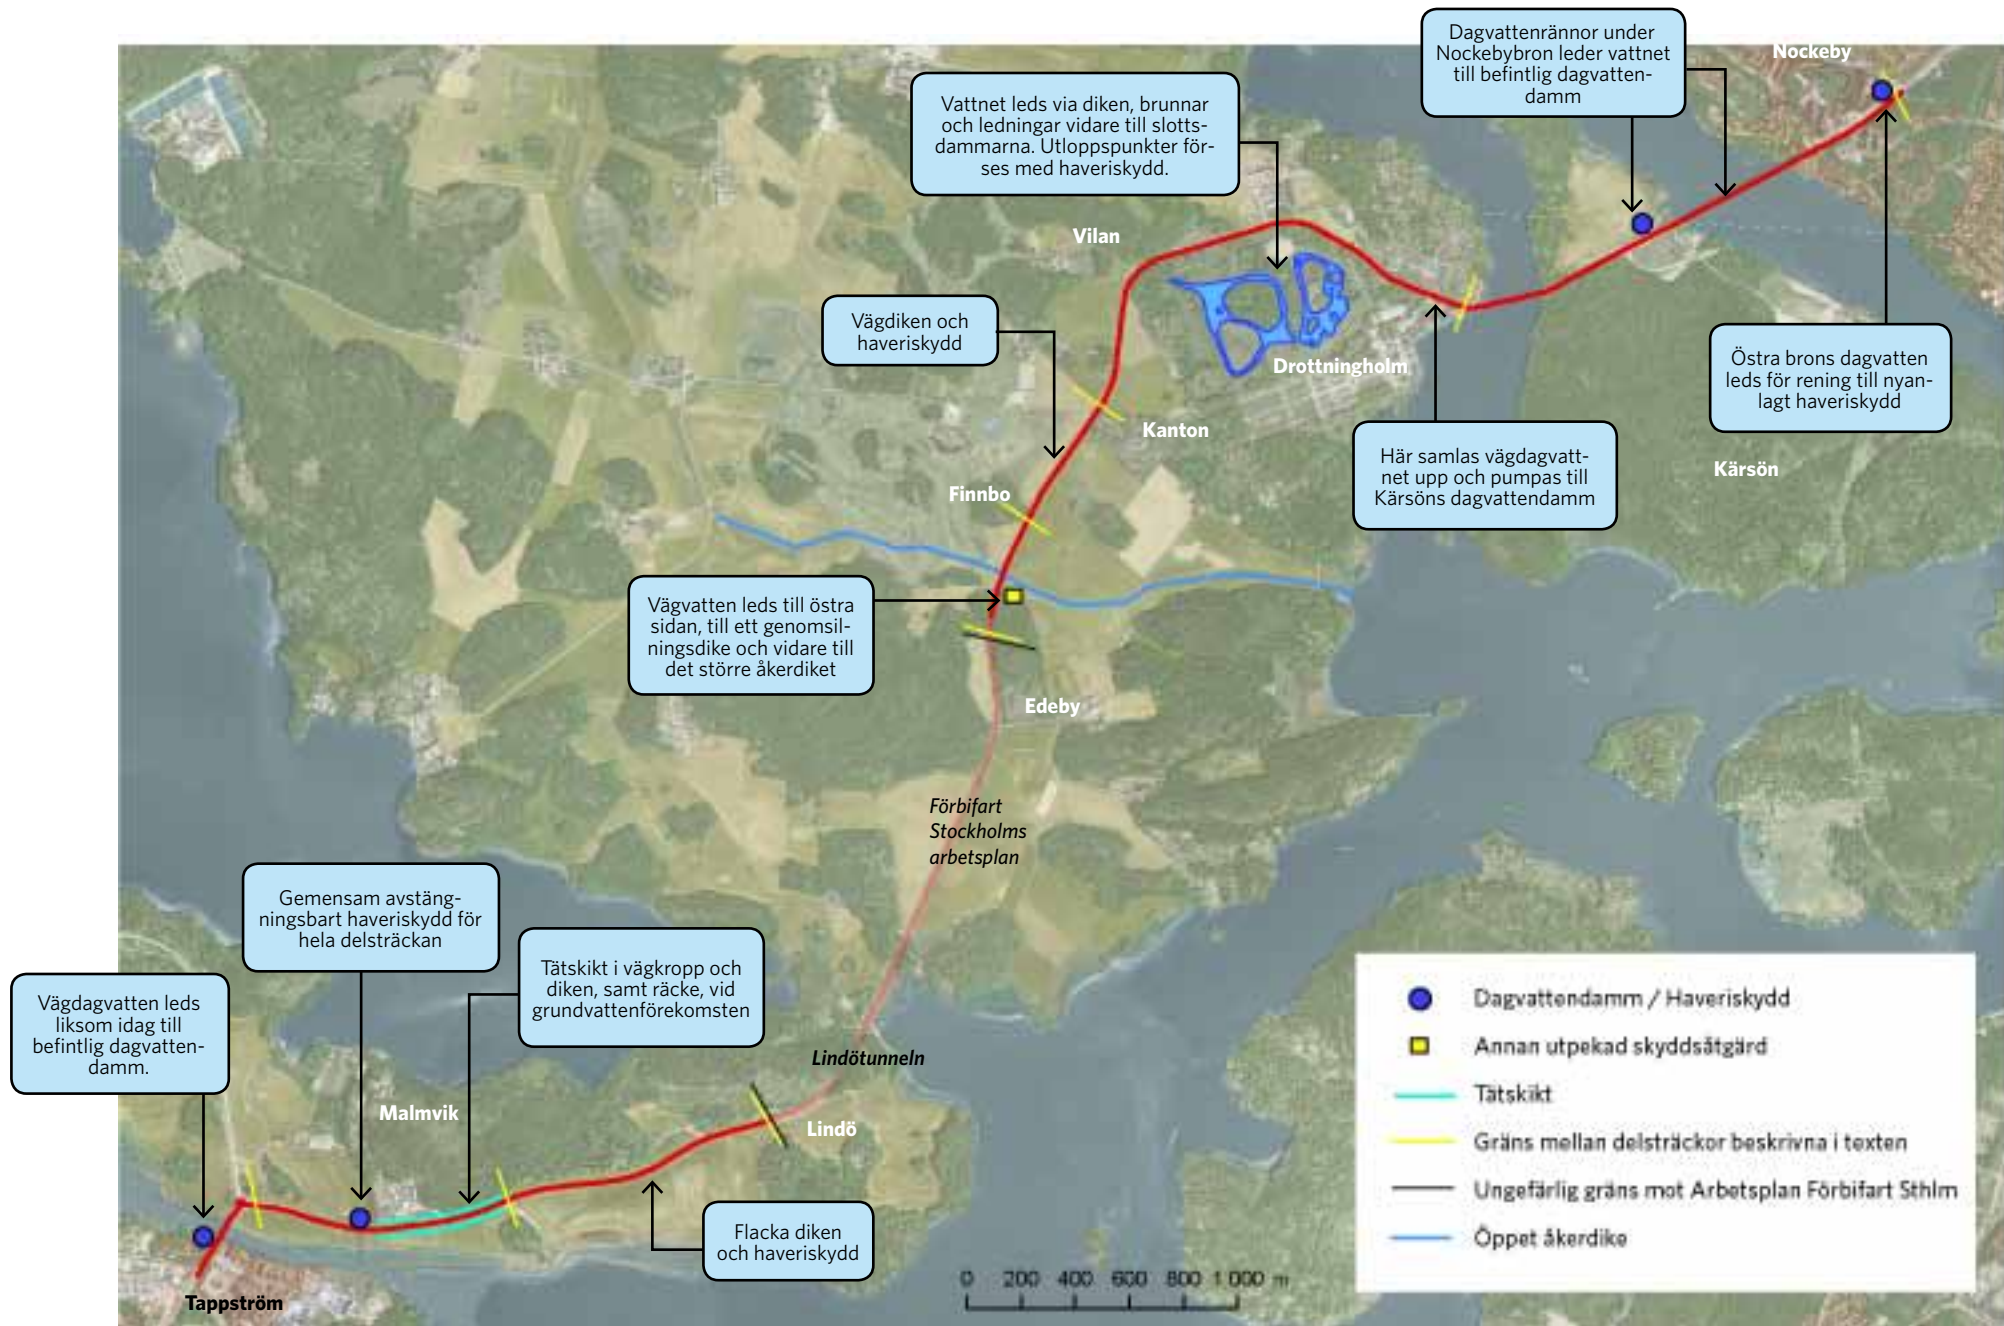 Dagvattenrännor under
Nockebybron leder vattnet
till befintlig dagvatten-
damm
Nockeby
Vattnet leds via diken, brunnar
och ledningar vidare till slotts-
dammarna. Utloppspunkter för-
ses med haveriskydd.
Vilan
Vägdiken och
haveriskydd
Drottningholm
Östra brons dagvatten
leds för rening till nyan-
lagt haveriskydd
Kanton
Här samlas vägdagvatt-
net upp och pumpas till
Kärsöns dagvattendamm
Kärsön
Finnbo
Vägvatten leds till östra
sidan, till ett genomsil-
ningsdike och vidare till
det större åkerdiket
Edeby
Förbifart
Stockholms
arbetsplan
Gemensam avstäng-
ningsbart haveriskydd för
hela delsträckan
Tätskikt i vägkropp och
diken, samt räcke, vid
grundvattenförekomsten
Vägdagvatten leds
liksom idag till
befintlig dagvatten-
damm.
Lindötunneln
Malmvik
Lindö
Flacka diken
och haveriskydd
Tappström
0 200 400 600 800 1 000 m
Dagvattendamm / Haveriskydd
Annan utpekad skyddsåtgärd
Tätskikt
Gräns mellan delsträckor beskrivna i texten
Ungefärlig gräns mot Arbetsplan Förbifart Sthlm
Öppet åkerdike